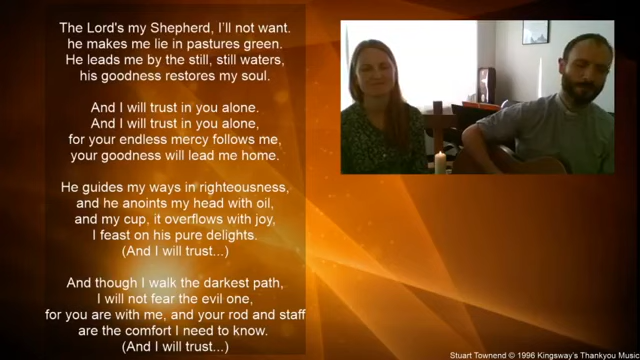 The Lord's my Shepherd, I'll not want.
he makes me lie in pastures green.
He leads me by the still, still waters,
his goodness restores my soul.
And I will trust in you alone.
And I will trust in you alone,
for your endless mercy follows me,
your goodness will lead me home.
He guides my ways in righteousness,
and he anoints my head with oil,
and my cup, it overflows with joy,
I feast on his pure delights.
(And I will trust...)
And though I walk the darkest path,
I will not fear the evil one,
for you are with me, and your rod and staff
are the comfort I need to know.
(And I will trust...)
Stuart Townend © 1996 Kingsway's Thankyou Music